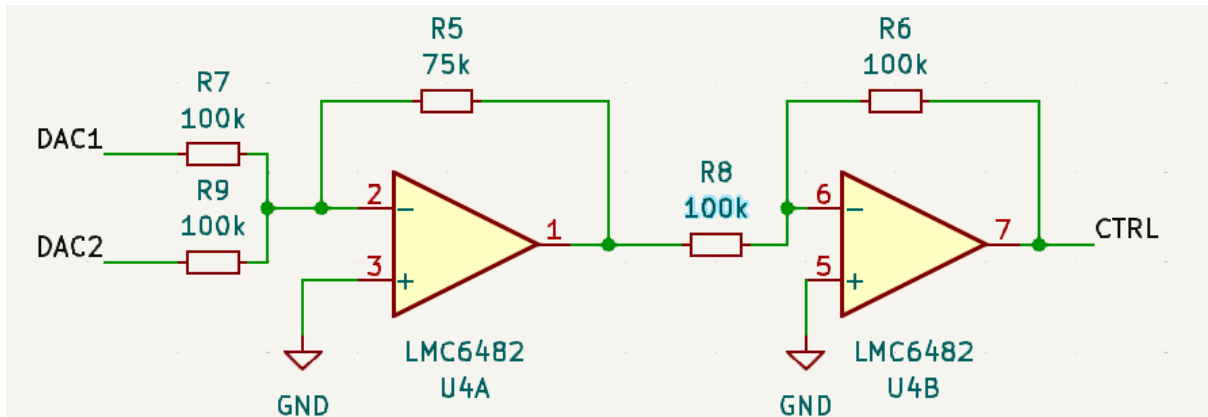 R5
75k
R6
100k
R7
100k
DAC1
R9
100k
DAC2
2
3
1
R8
100k
6
5
7
CTRL
LMC6482
U4A
LMC6482
U4B
GND
GND